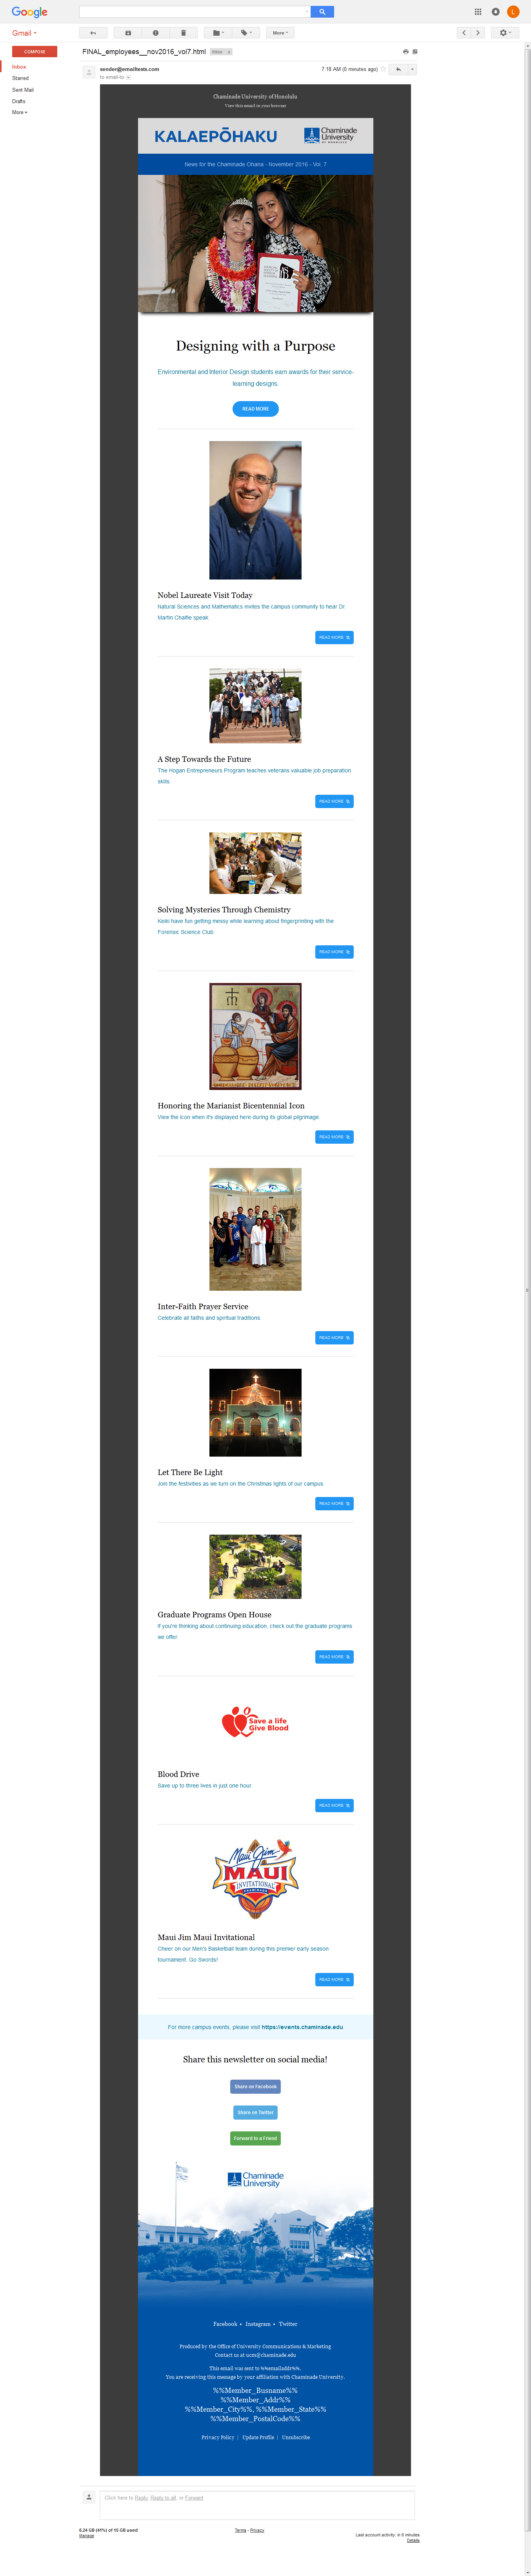 Google
L
Gmail
More
COMPOSE
FINAL_employees__nov2016_vol7.html Inbox x
Inbox
Starred
Sent Mail
Drafts
More
sender@emailtests.com
7:18 AM (0 minutes ago)
to email-to
Chaminade University of Honolulu
View this email in your browser
KALAEPŌHAKU
Chaminade
University
OF HONOLULU
News for the Chaminade Ohana - November 2016 - Vol. 7
Designing with a Purpose
Environmental and Interior Design students earn awards for their service-
learning designs.
READ MORE
Nobel Laureate Visit Today
Natural Sciences and Mathematics invites the campus community to hear Dr.
Martin Chalfie speak.
READ MORE
A Step Towards the Future
The Hogan Entrepreneurs Program teaches veterans valuable job preparation
skills.
READ MORE
Solving Mysteries Through Chemistry
Keiki have fun getting messy while learning about fingerprinting with the
Forensic Science Club.
READ MORE
Honoring the Marianist Bicentennial Icon
View the Icon when it's displayed here during its global pilgrimage.
READ MORE
Inter-Faith Prayer Service
Celebrate all faiths and spiritual traditions.
READ MORE
Let There Be Light
Join the festivities as we turn on the Christmas lights of our campus.
READ MORE
Graduate Programs Open House
If you're thinking about continuing education, check out the graduate programs
we offer.
READ MORE
Save a life
Give Blood
Blood Drive
Save up to three lives in just one hour.
READ MORE
Maui Jim
MAUI
INVITATIONAL
Maui Jim Maui Invitational
Cheer on our Men's Basketball team during this premier early season
tournament. Go Swords!
READ MORE
For more campus events, please visit https://events.chaminade.edu
Share this newsletter on social media!
Share on Facebook
Share on Twitter
Forward to a Friend
Chaminade
University
Facebook • Instagram • Twitter
Produced by the Office of University Communications & Marketing
Contact us at ucm@chaminade.edu
This email was sent to %%emailaddr%%.
You are receiving this message by your affiliation with Chaminade University.
%%Member_Busname%%
%%Member_Addr%%
%%Member_City%%, %%Member_State%%
%%Member_PostalCode%%
Privacy Policy | Update Profile | Unsubscribe
Click here to Reply, Reply to all, or Forward
6.24 GB (41%) of 15 GB used
Manage
Terms - Privacy
Last account activity: in 0 minutes
Details